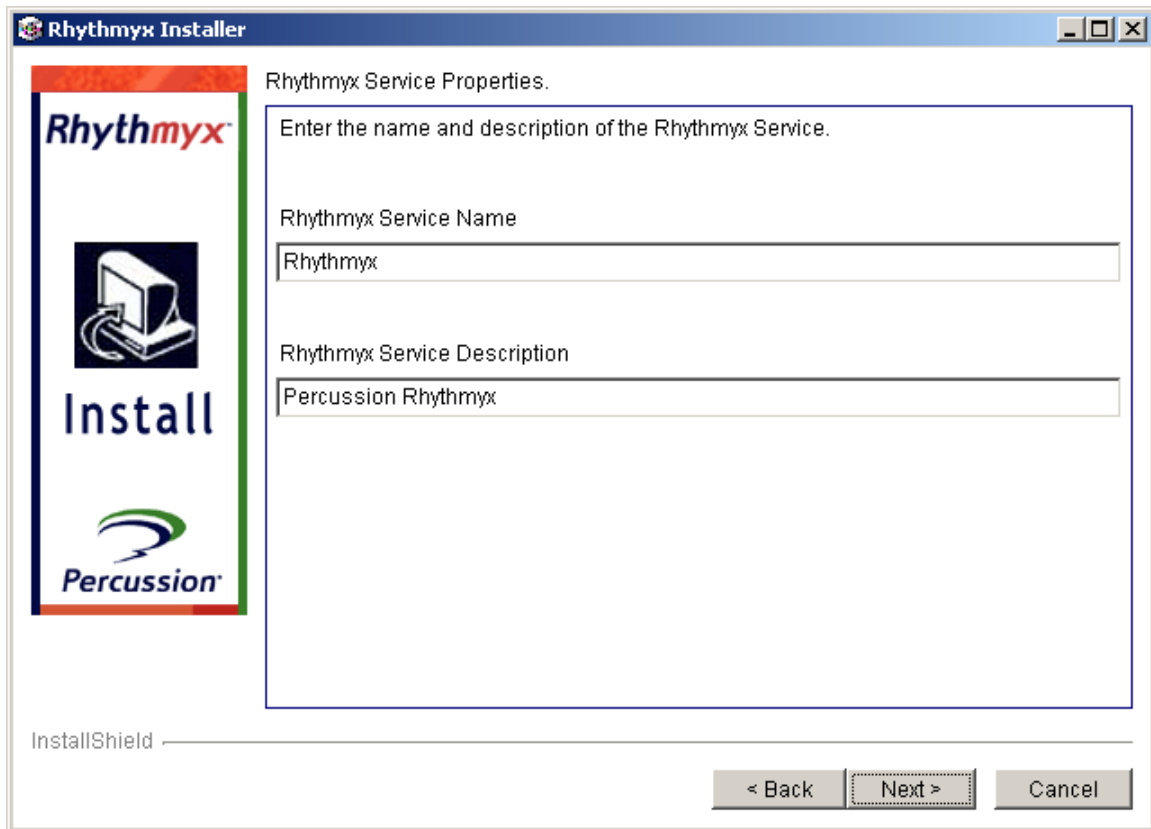 Rhythmyx Installer
Rhythmyx
Install
Percussion
Rhythmyx Service Properties.
Enter the name and description of the Rhythmyx Service.
Rhythmyx Service Name
Rhythmyx
Rhythmyx Service Description
Percussion Rhythmyx
InstallShield
< Back
Next >
Cancel